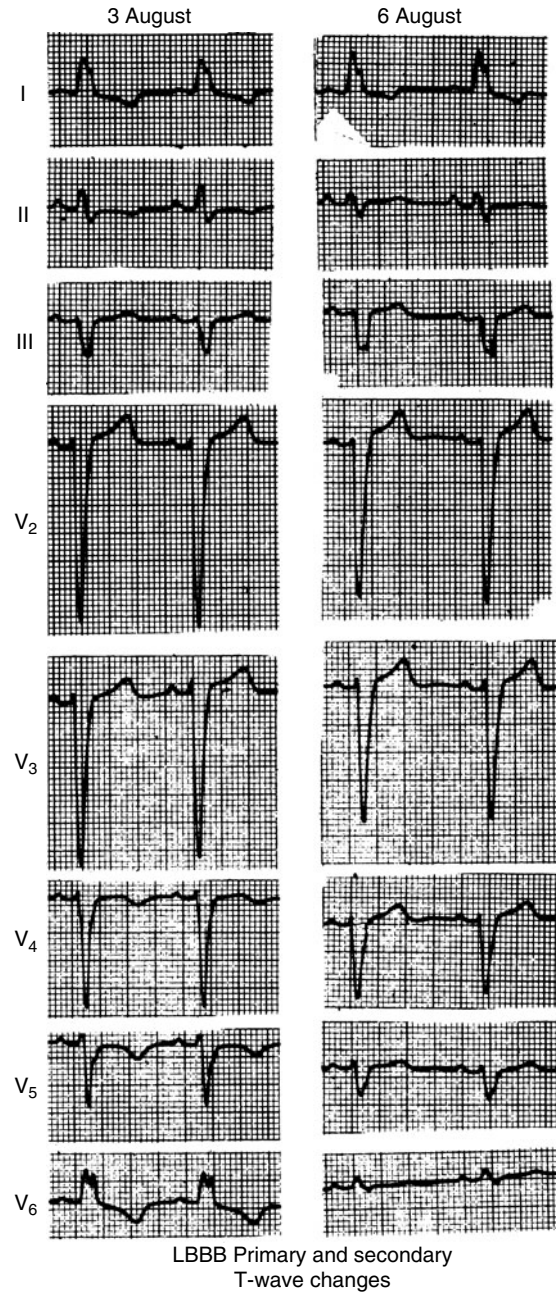 3 August
6 August
I
II
III
V₂
V₃
V₄
V₅
V₆
LBBB Primary and secondary
T-wave changes